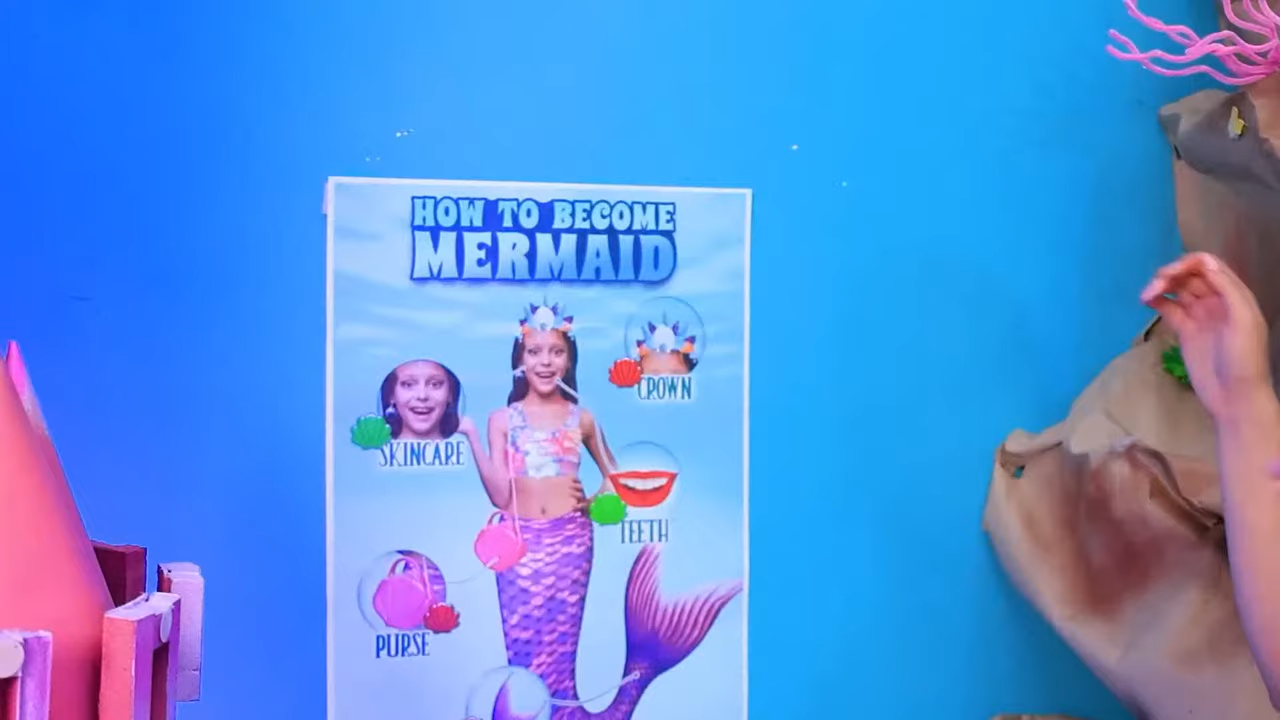 HOW TO BECOME
MERMAID
CROWN
SKINCARE
TEETH
PURSE